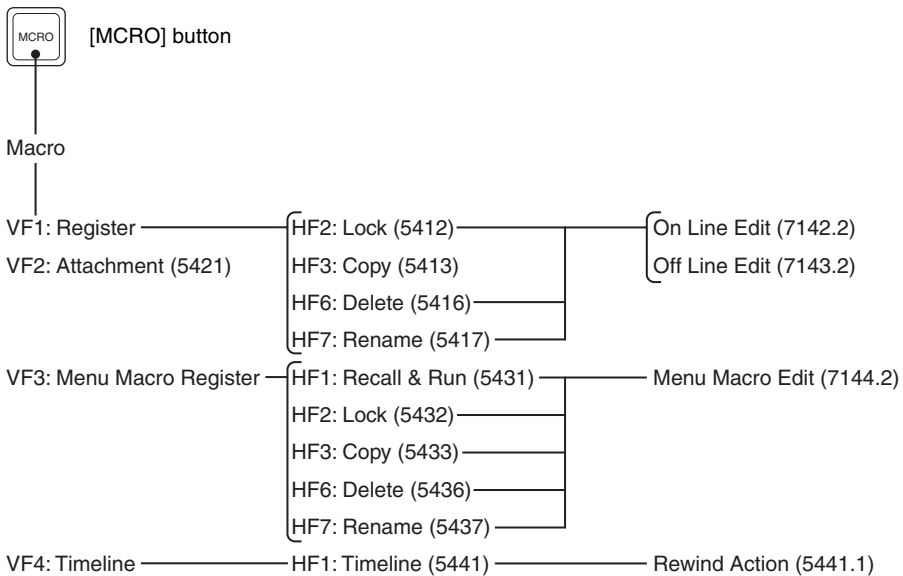 MCRO
[MCRO] button
Macro
VF1: Register HF2: Lock (5412) On Line Edit (7142.2)
VF2: Attachment (5421) HF3: Copy (5413) Off Line Edit (7143.2)
HF6: Delete (5416)
HF7: Rename (5417)
VF3: Menu Macro Register HF1: Recall & Run (5431) Menu Macro Edit (7144.2)
HF2: Lock (5432)
HF3: Copy (5433)
HF6: Delete (5436)
HF7: Rename (5437)
VF4: Timeline HF1: Timeline (5441) Rewind Action (5441.1)